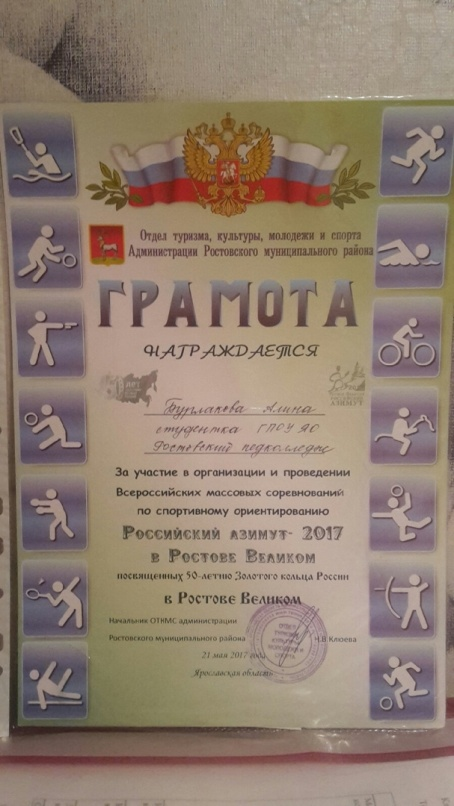 Отдел туризма, культуры, молодежи и спорта
Администрации Ростовского муниципального района
ГРАМОТА
НАГРАЖДАЕТСЯ
АЗИМУТ
Бурлакова Алина
студентка ГПОУ ЯО
Ростовский педколледж
За участие в организации и проведении
Всероссийских массовых соревнований
по спортивному ориентированию
Российский азимут- 2017
в Ростове Великом
посвященных 50-летию Золотого кольца России
в Ростове Великом
Начальник ОТКМС администрации
Ростовского муниципального района Н.В.Клюева
21 мая 2017 года
Ярославская область